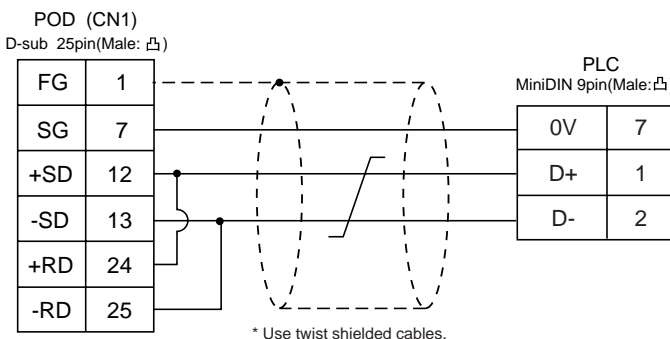 POD (CN1)
D-sub 25pin(Male: 凸)
FG 1
SG 7
+SD 12
-SD 13
+RD 24
-RD 25
PLC
MiniDIN 9pin(Male:凸
0V 7
D+ 1
D- 2
* Use twist shielded cables.